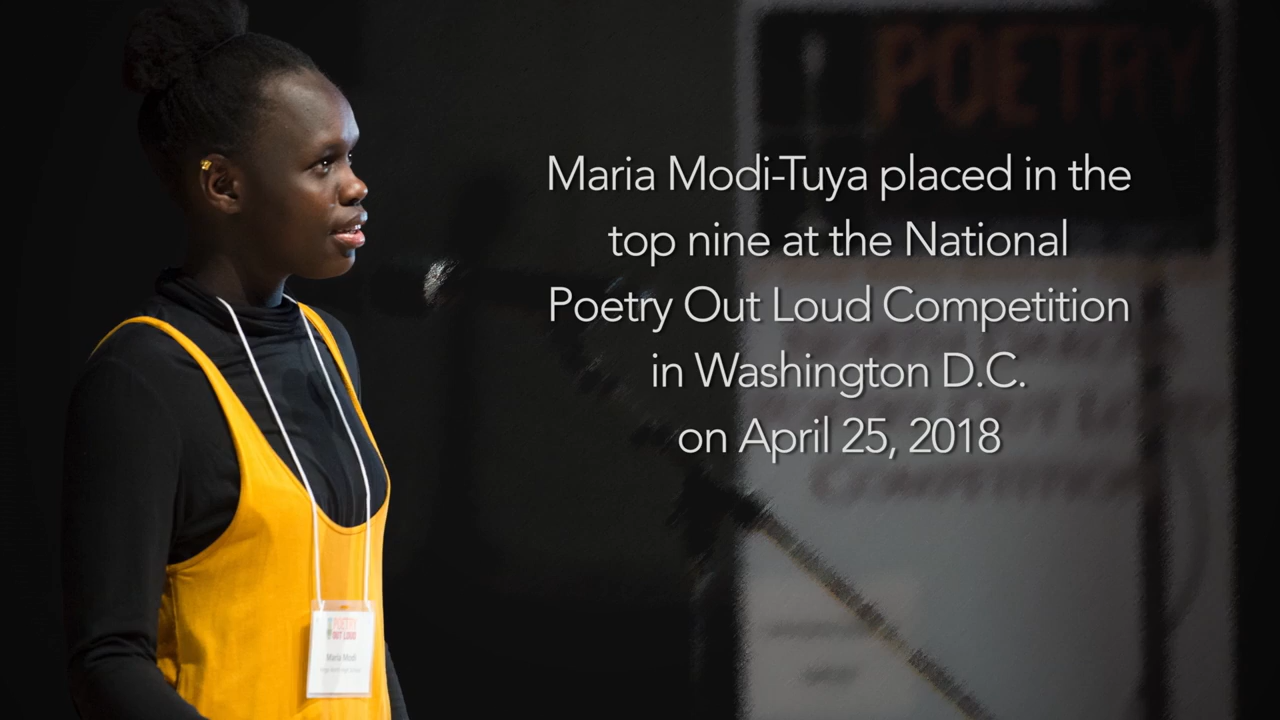 POETRY
Maria Modi-Tuya placed in the
top nine at the National
Poetry Out Loud Competition
in Washington D.C.
on April 25, 2018
POETRY
OUT LOUD
Maria Modi